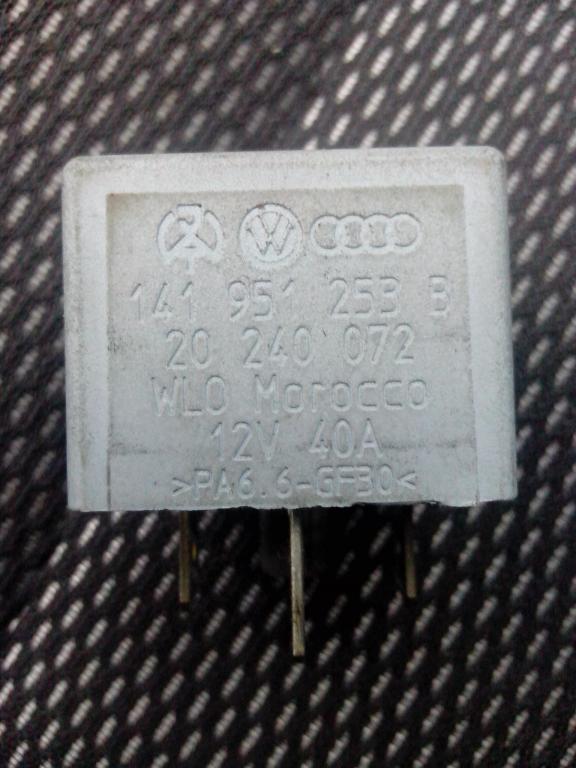 141 951 253 B
20 240 072
WLO Morocco
12V 40A
>PA6.6-GF30<